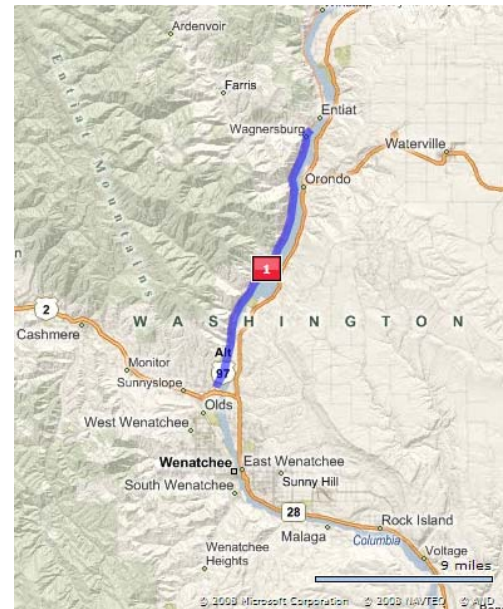 Ardenvoir
Farris
Entiat
Wagnersburg
Waterville
Orondo
Entiat Mountains
1
2
Cashmere
WASHINGTON
Alt
97
Monitor
Sunnyslope
Olds
West Wenatchee
Wenatchee
East Wenatchee
South Wenatchee
Sunny Hill
28
Rock Island
Malaga
Columbia
Wenatchee
Heights
Voltage
9 miles
© 2008 Microsoft Corporation © 2008 NAVTEQ © AND